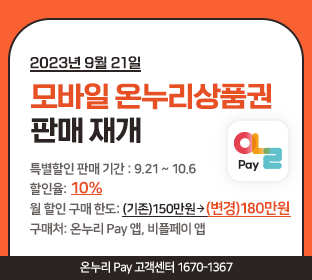 2023년 9월 21일
모바일 온누리상품권
판매 재개
Pay
특별할인 판매 기간 : 9.21 ~ 10.6
할인율: 10%
월 할인 구매 한도: (기존)150만원→(변경)180만원
구매처: 온누리 Pay 앱, 비플페이 앱
온누리 Pay 고객센터 1670-1367